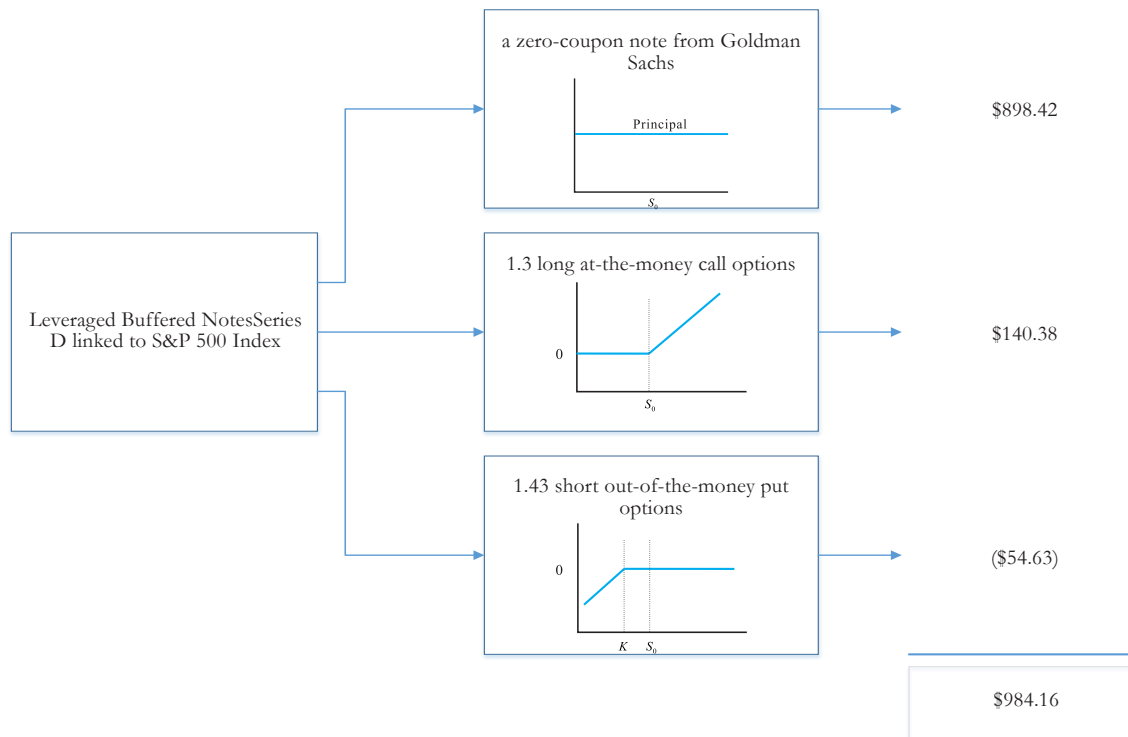 a zero-coupon note from Goldman
Sachs
Principal
S₀
$898.42
Leveraged Buffered NotesSeries
D linked to S&P 500 Index
1.3 long at-the-money call options
0
S₀
$140.38
1.43 short out-of-the-money put
options
0
K S₀
($54.63)
$984.16